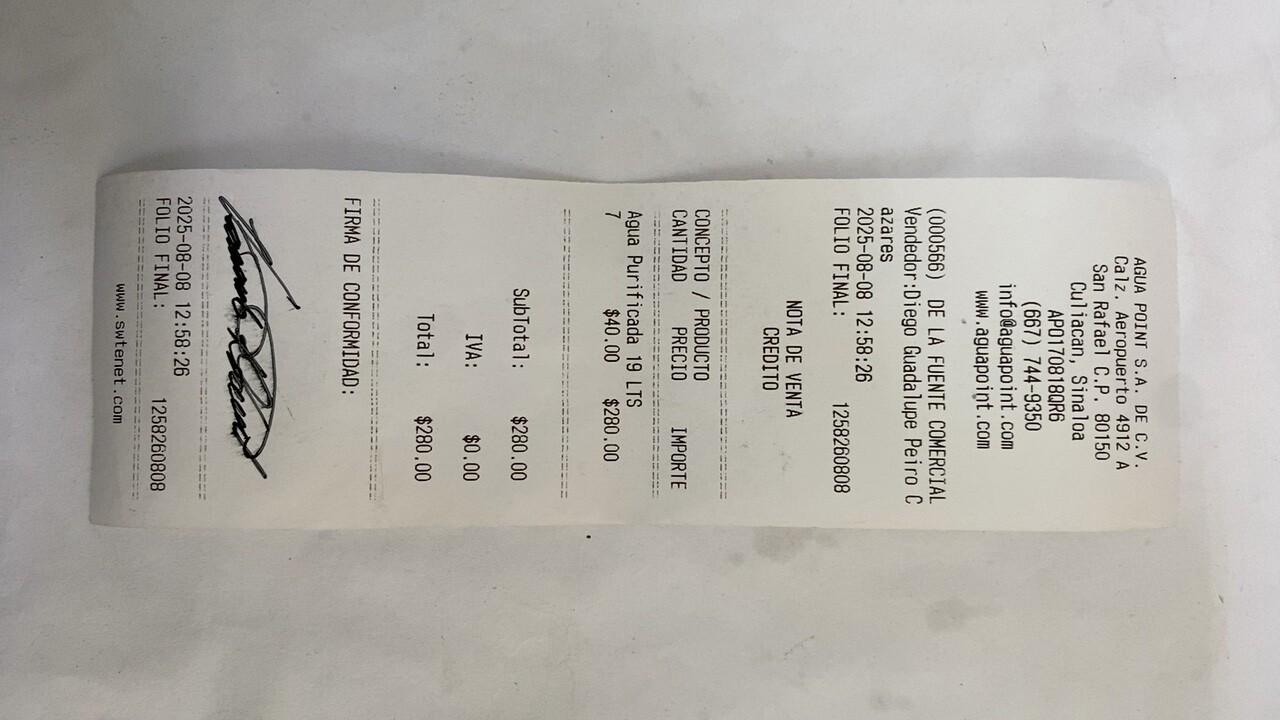 AGUA POINT S.A. DE C.V.
Calz. Aeropuerto 4912 A
San Rafael C.P. 80150
Culiacan, Sinaloa
APO170818QR6
(667) 744-9350
info@aguapoint.com
www.aguapoint.com
(000566) DE LA FUENTE COMERCIAL
Vendedor:Diego Guadalupe Peiro C
azares
2025-08-08 12:58:26
FOLIO FINAL: 1258260808
NOTA DE VENTA
CREDITO
CONCEPTO / PRODUCTO
CANTIDAD PRECIO IMPORTE
Agua Purificada 19 LTS
7 $40.00 $280.00
SubTotal: $280.00
IVA: $0.00
Total: $280.00
FIRMA DE CONFORMIDAD:
2025-08-08 12:58:26
FOLIO FINAL: 1258260808
www.swtenet.com